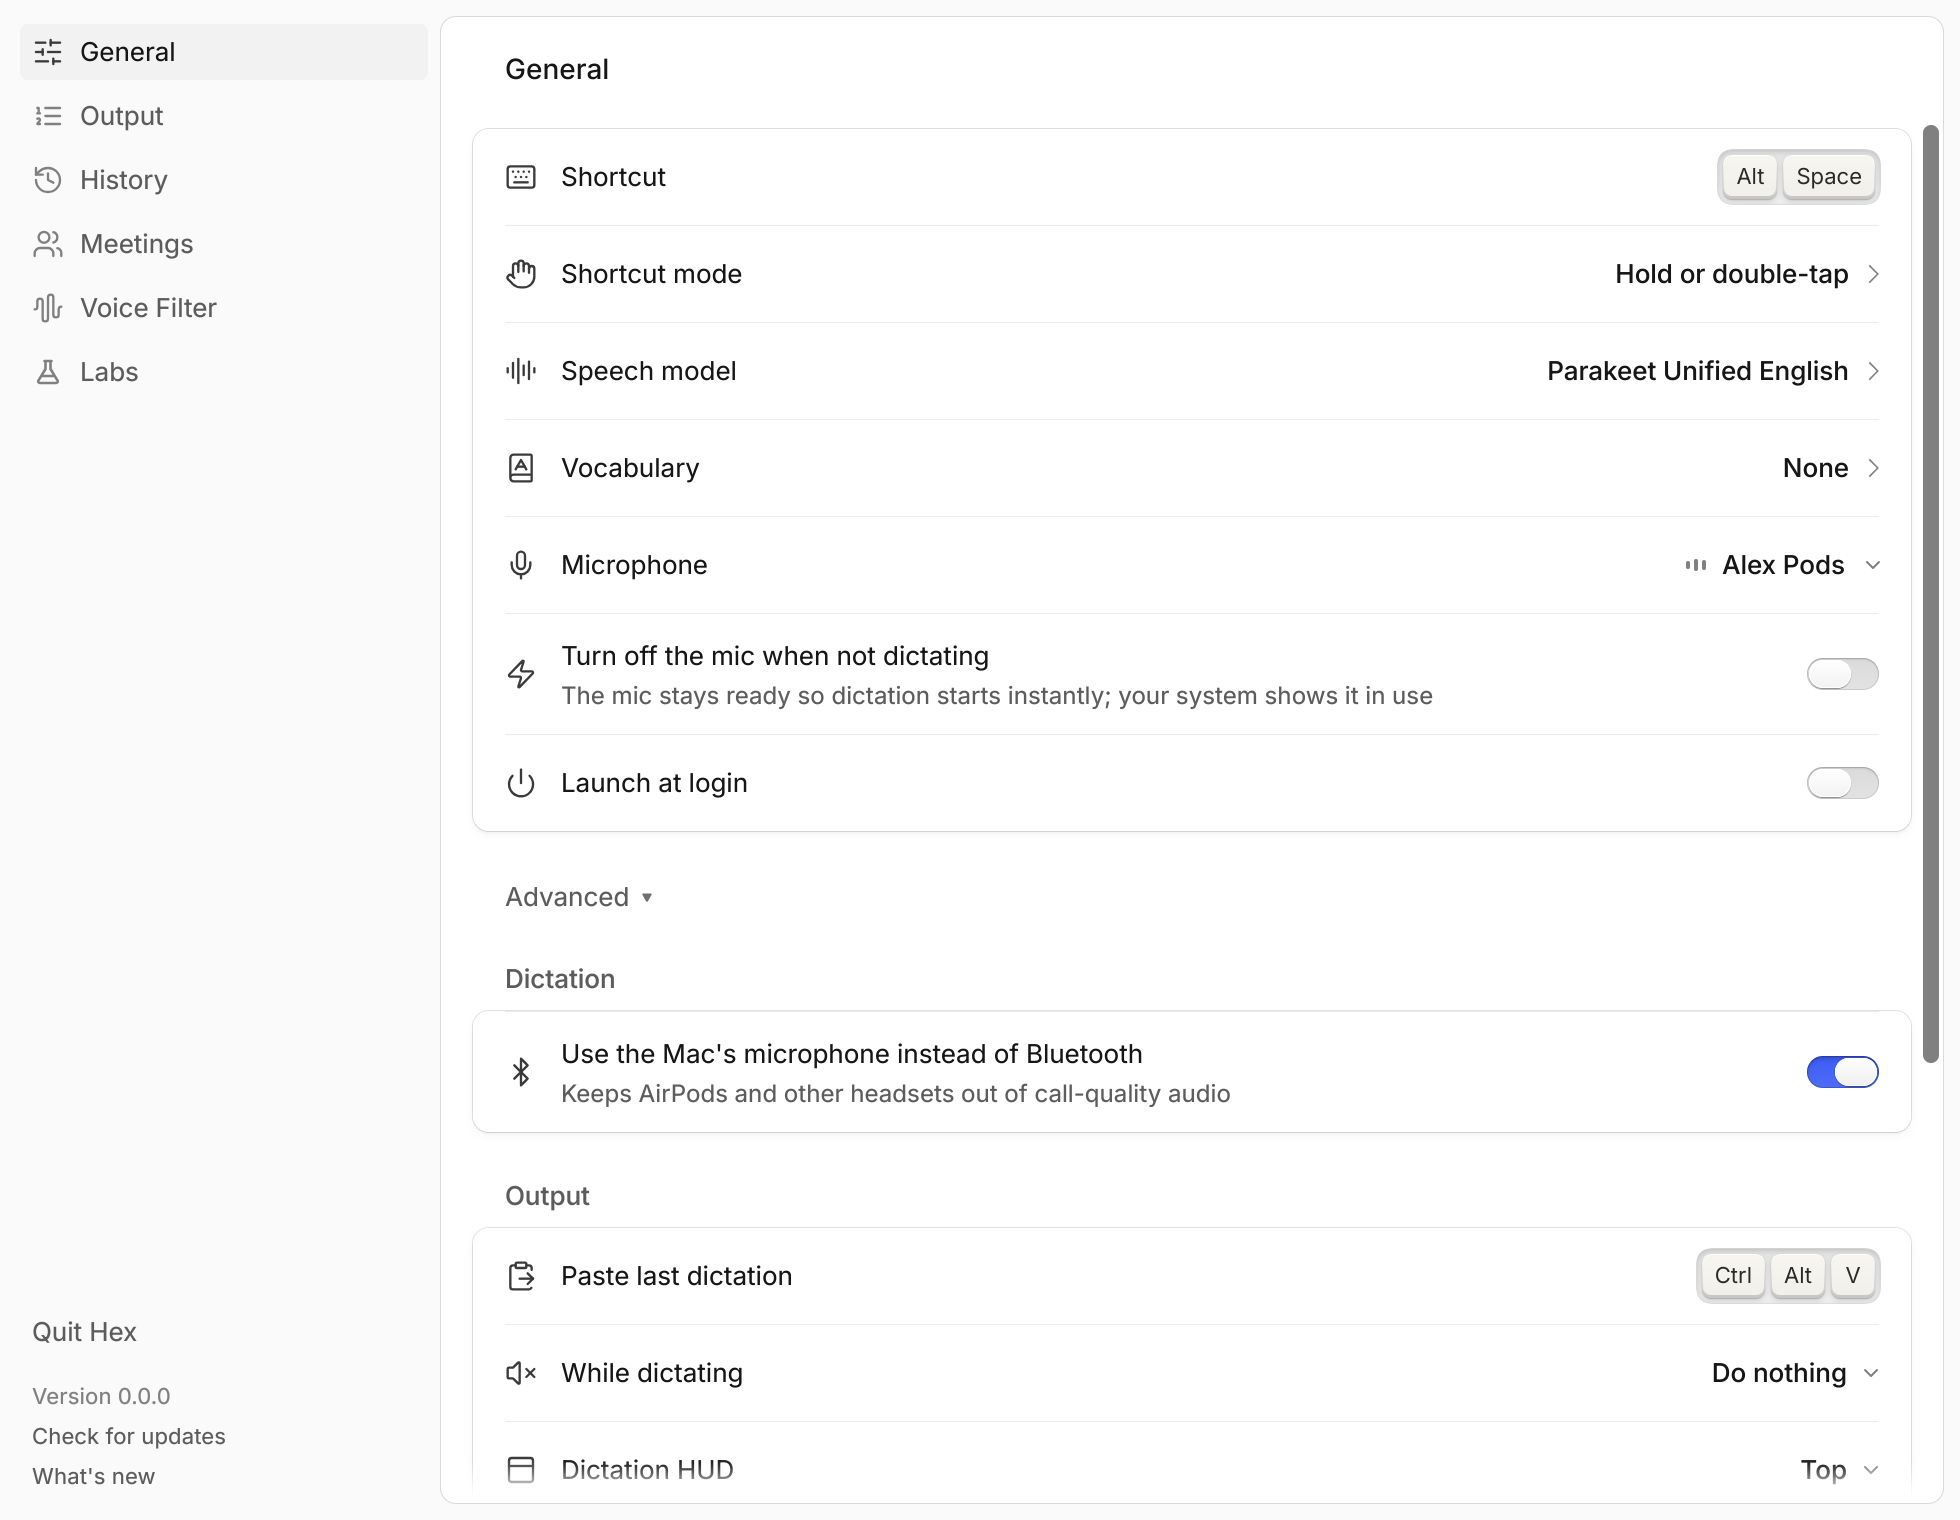 General
Output
History
Meetings
Voice Filter
Labs
Quit Hex
Version 0.0.0
Check for updates
What's new
General
Shortcut Alt Space
Shortcut mode Hold or double-tap
Speech model Parakeet Unified English
Vocabulary None
Microphone Alex Pods
Turn off the mic when not dictating
The mic stays ready so dictation starts instantly; your system shows it in use
Launch at login
Advanced
Dictation
Use the Mac's microphone instead of Bluetooth
Keeps AirPods and other headsets out of call-quality audio
Output
Paste last dictation Ctrl Alt V
While dictating Do nothing
Dictation HUD Top